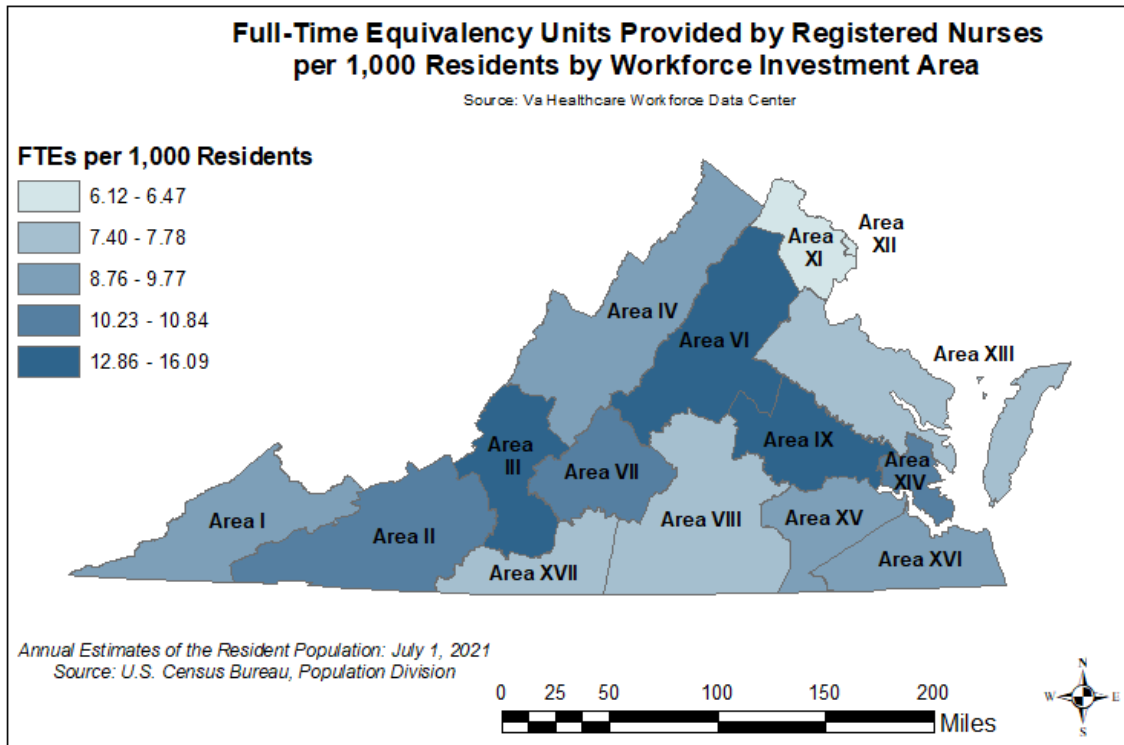 Full-Time Equivalency Units Provided by Registered Nurses
per 1,000 Residents by Workforce Investment Area
Source: Va Healthcare Workforce Data Center
FTEs per 1,000 Residents
6.12 - 6.47
7.40 - 7.78
8.76 - 9.77
10.23 - 10.84
12.86 - 16.09
Area
XI
Area
XII
Area IV
Area VI
Area XIII
Area
III
Area IX
Area VII
Area
XIV
Area I
Area II
Area VIII
Area XV
Area XVII
Area XVI
Annual Estimates of the Resident Population: July 1, 2021
Source: U.S. Census Bureau, Population Division
0 25 50 100 150 200
Miles
N
W E
S